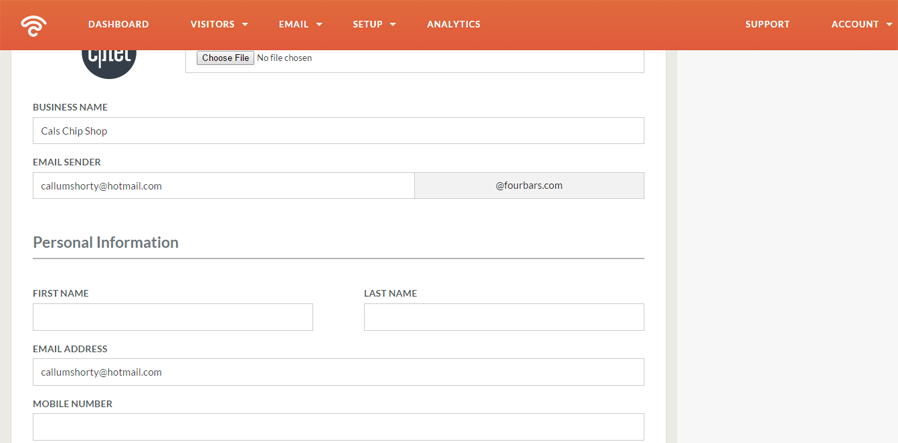 DASHBOARD VISITORS EMAIL SETUP ANALYTICS SUPPORT ACCOUNT
Choose File No file chosen
BUSINESS NAME
Cals Chip Shop
EMAIL SENDER
callumshorty@hotmail.com @fourbars.com
Personal Information
FIRST NAME LAST NAME
EMAIL ADDRESS
callumshorty@hotmail.com
MOBILE NUMBER